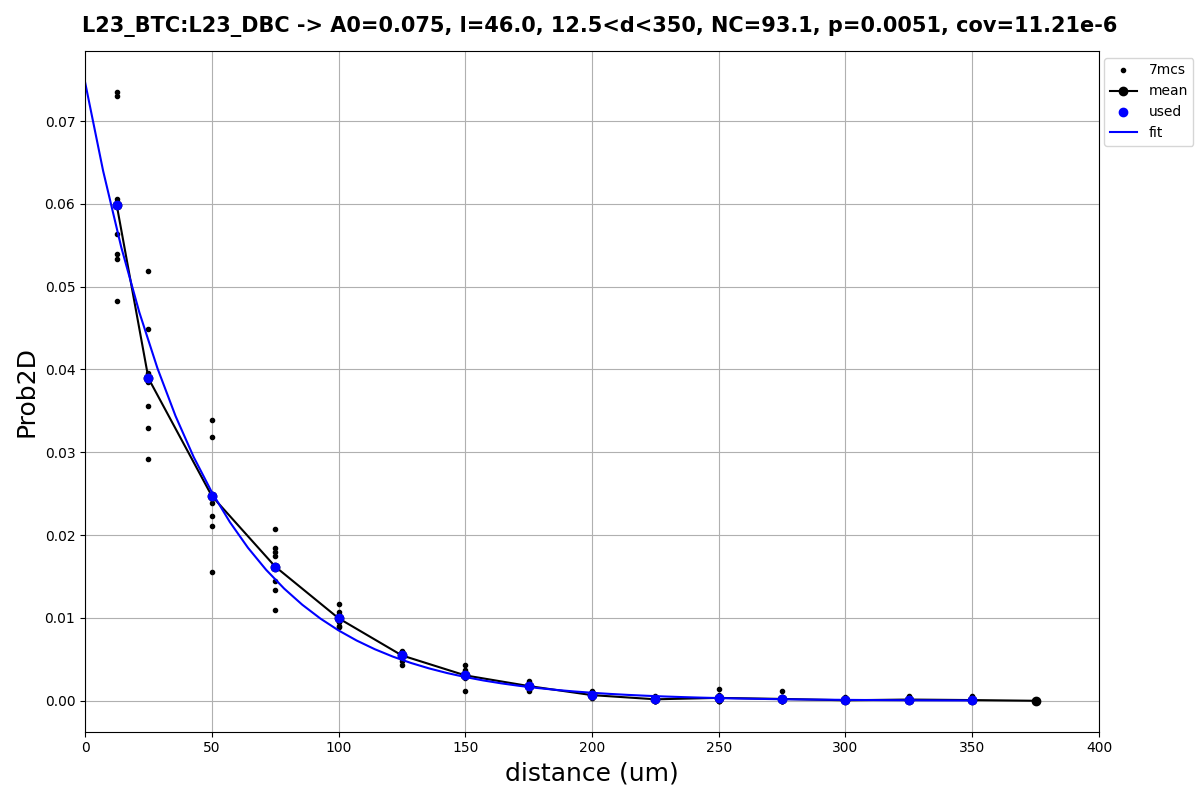 L23_BTC:L23_DBC -> A0=0.075, l=46.0, 12.5<d<350, NC=93.1, p=0.0051, cov=11.21e-6
7mcs
mean
used
fit
0.07
0.06
0.05
0.04
0.03
0.02
0.01
0.00
Prob2D
0 50 100 150 200 250 300 350 400
distance (um)